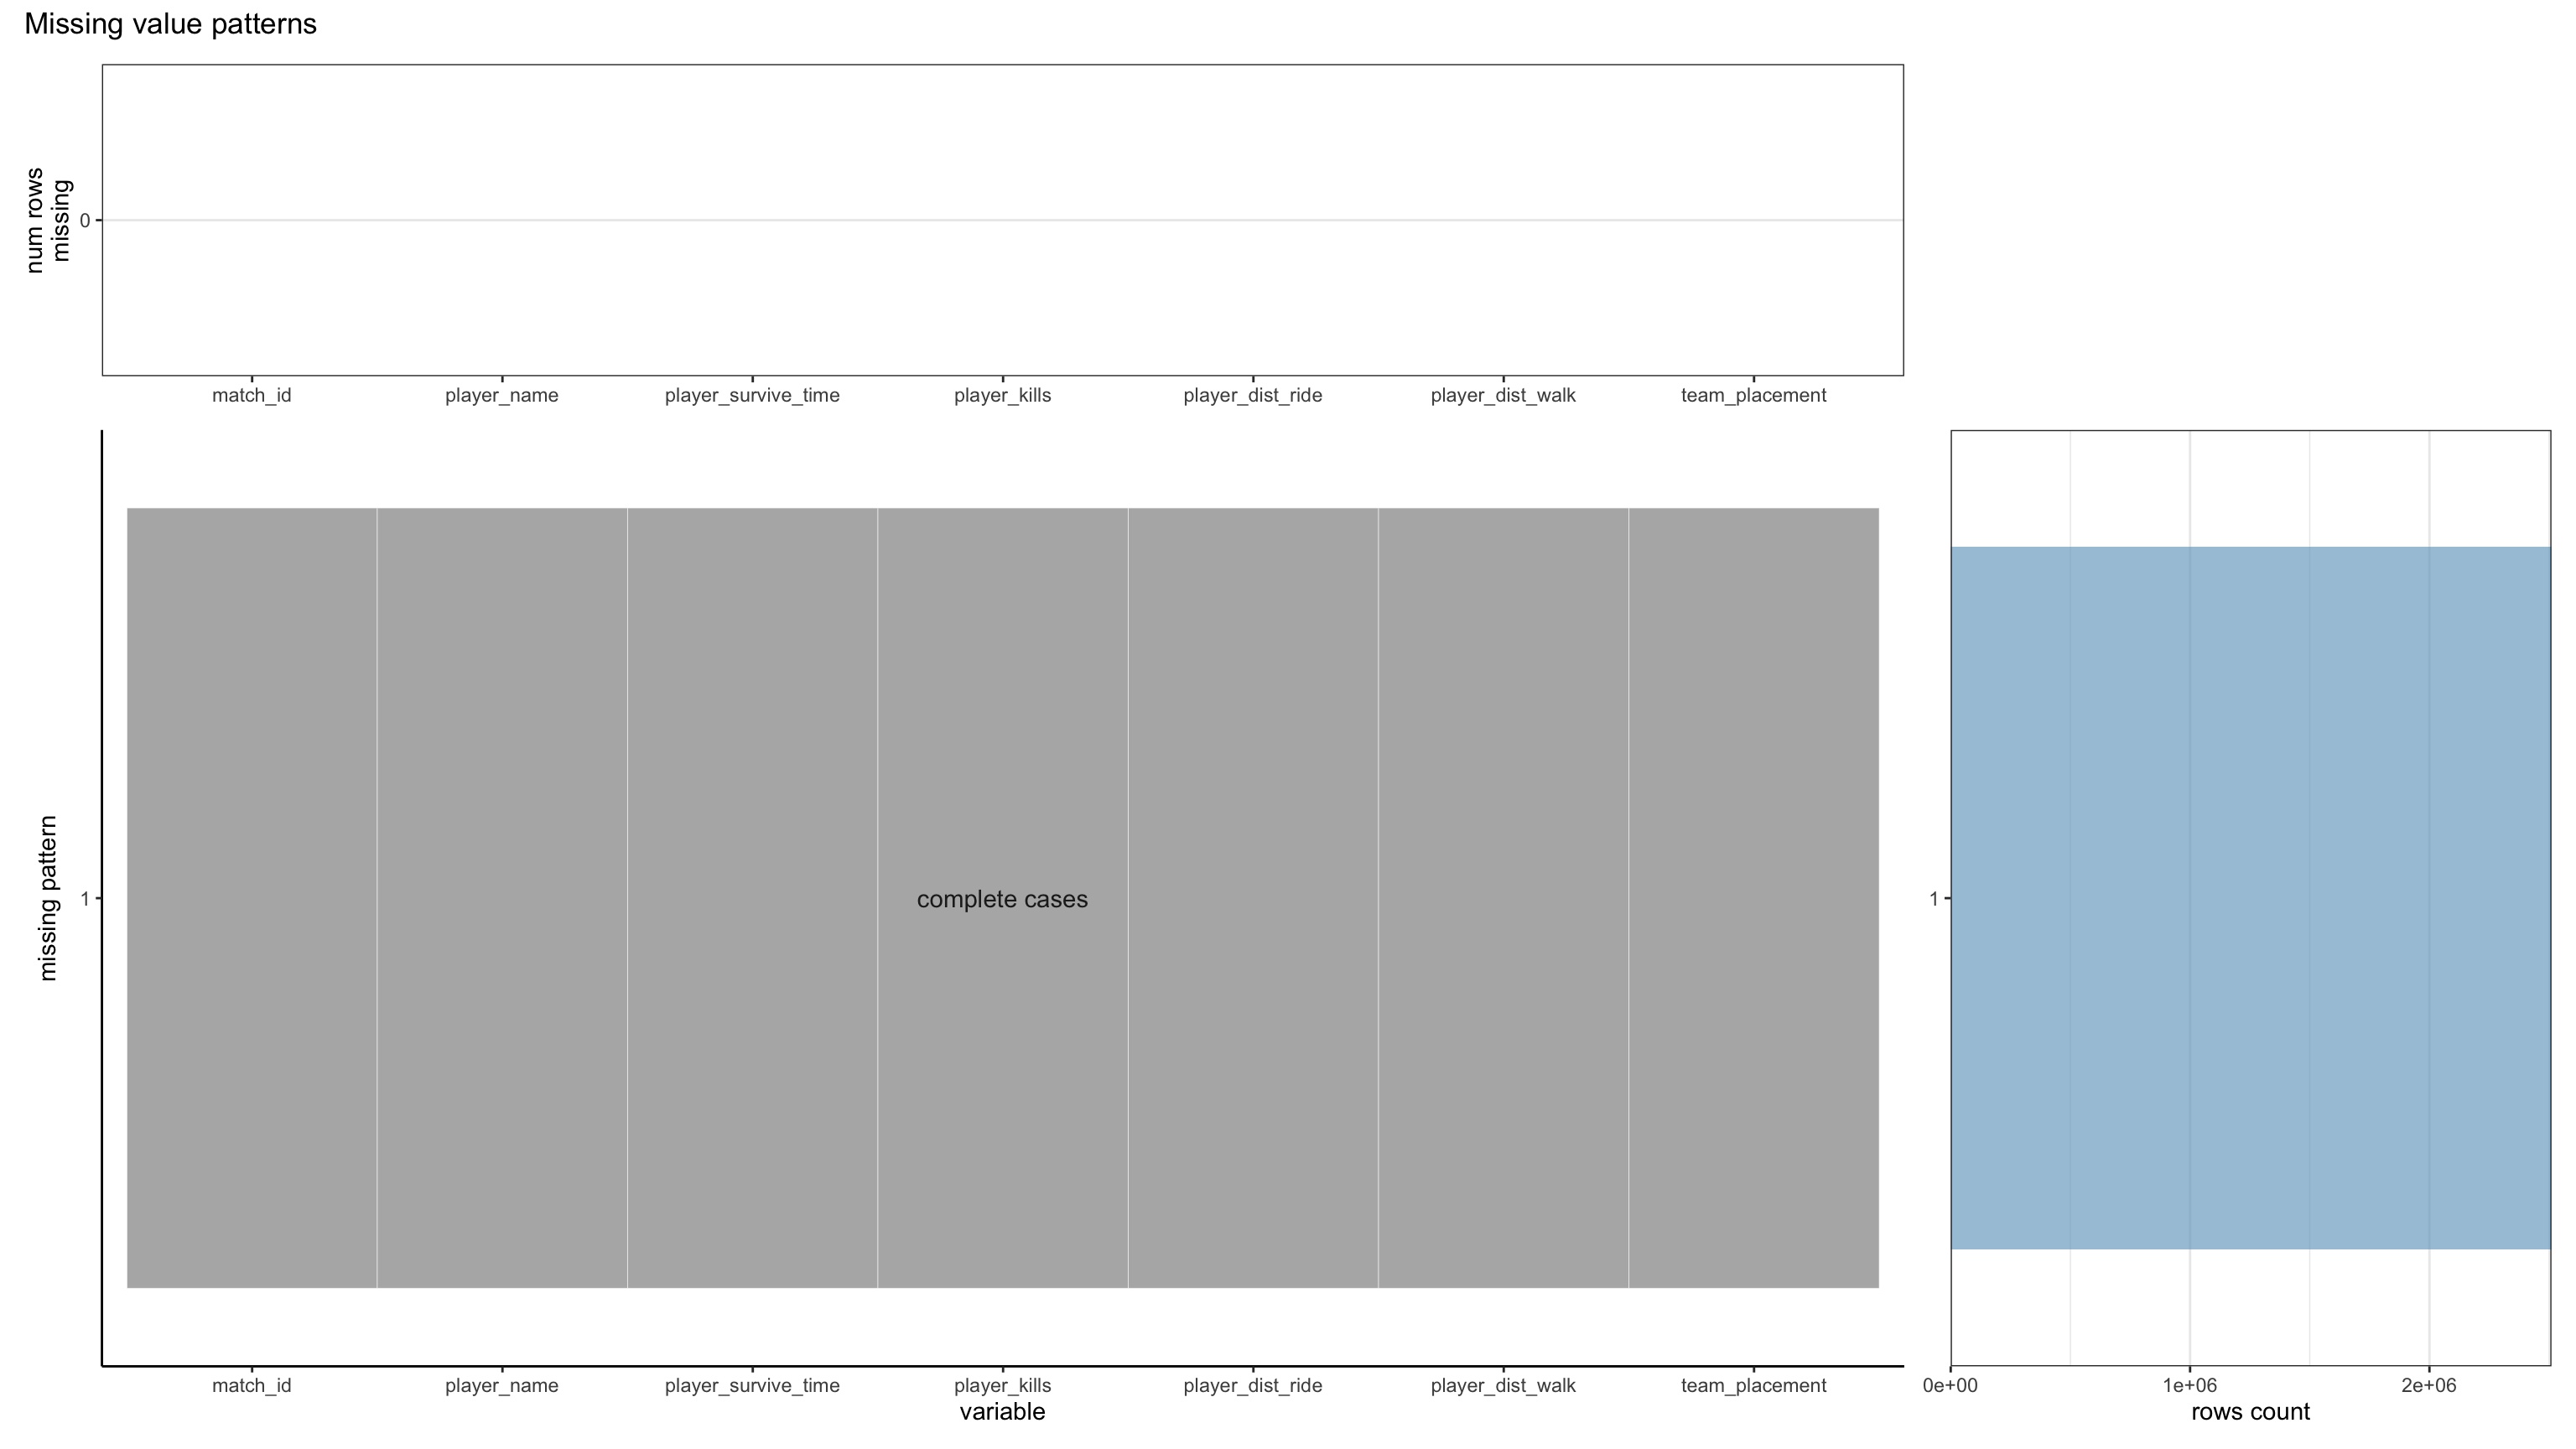 Missing value patterns
num rows
missing
0
match_id player_name player_survive_time player_kills player_dist_ride player_dist_walk team_placement
missing pattern
1
complete cases
1
match_id player_name player_survive_time player_kills player_dist_ride player_dist_walk team_placement
variable
0e+00 1e+06 2e+06
rows count